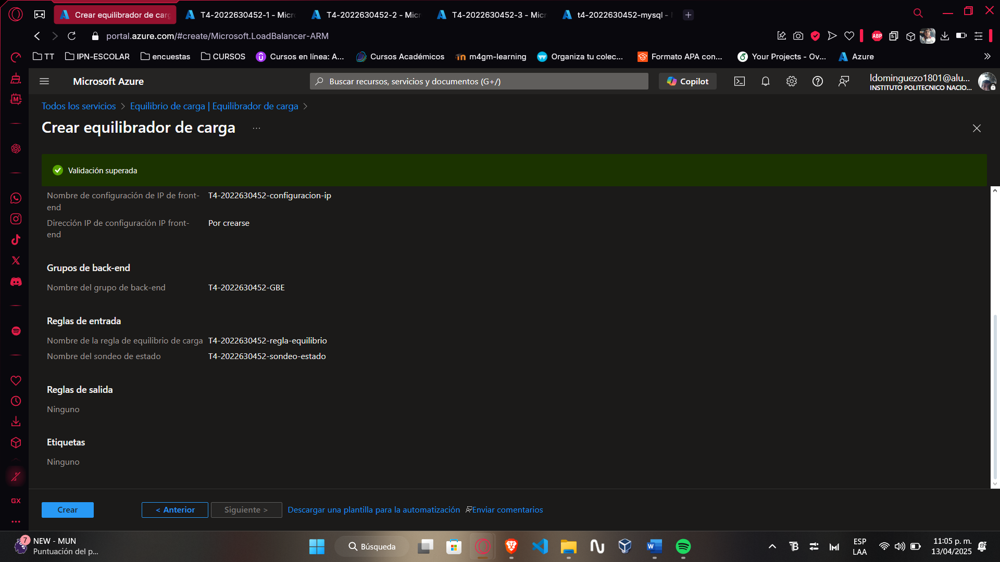 Crear equilibrador de carg
T4-2022630452-1 - Micr
T4-2022630452-2 - Micr
T4-2022630452-3 - Micr
t4-2022630452-mysql -
portal.azure.com/#create/Microsoft.LoadBalancer-ARM
ABP
TT
IPN-ESCOLAR
encuestas
CURSOS
Cursos en línea: A...
Cursos Académicos
m4gm-learning
Organiza tu colec...
Formato APA con...
Your Projects - Ov...
Azure
Microsoft Azure
Buscar recursos, servicios y documentos (G+/)
Copilot
ldominguezo1801@alu...
INSTITUTO POLITECNICO NACIO...
Todos los servicios > Equilibrio de carga | Equilibrador de carga >
Crear equilibrador de carga ...
Validación superada
Nombre de configuración de IP de front-
end
T4-2022630452-configuracion-ip
Dirección IP de configuración IP front-
end
Por crearse
Grupos de back-end
Nombre del grupo de back-end
T4-2022630452-GBE
Reglas de entrada
Nombre de la regla de equilibrio de carga
T4-2022630452-regla-equilibrio
Nombre del sondeo de estado
T4-2022630452-sondeo-estado
Reglas de salida
Ninguno
Etiquetas
Ninguno
Crear
< Anterior
Siguiente >
Descargar una plantilla para la automatización
Enviar comentarios
GX
7
NEW - MUN
Puntuación del p...
Búsqueda
ESP
LAA
11:05 p. m.
13/04/2025